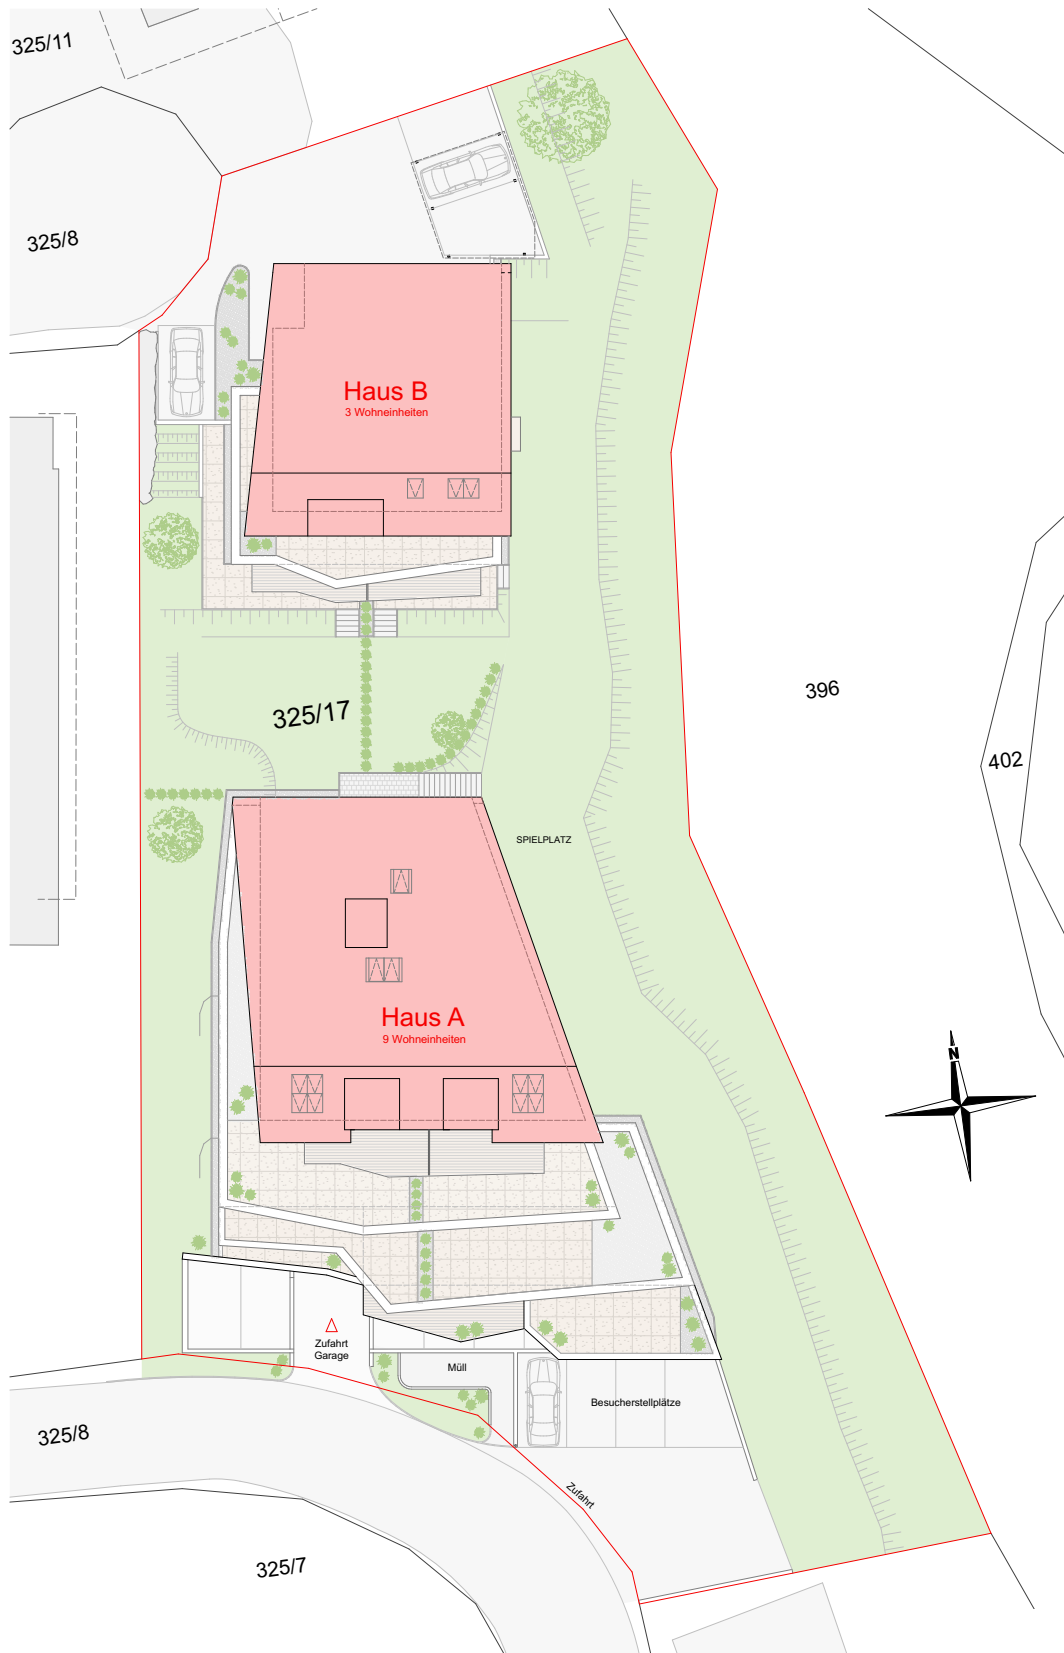 325/11
325/8
Haus B
3 Wohneinheiten
325/17
396
402
SPIELPLATZ
Haus A
9 Wohneinheiten
N
Zufahrt
Garage
Müll
Besucherstellplätze
325/8
Zufahrt
325/7